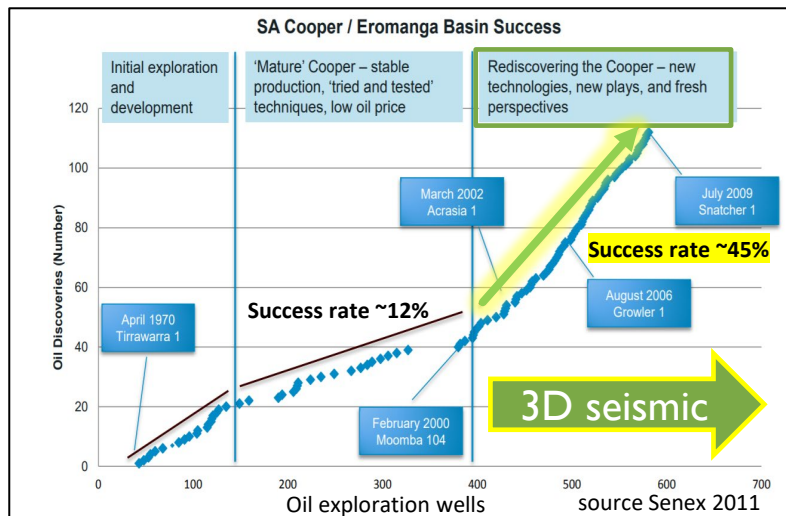 SA Cooper / Eromanga Basin Success
Initial exploration
and
development
‘Mature’ Cooper – stable
production, ‘tried and tested’
techniques, low oil price
Rediscovering the Cooper – new
technologies, new plays, and fresh
perspectives
Oil Discoveries (Number)
120
100
80
60
40
20
0
March 2002
Acrasia 1
July 2009
Snatcher 1
Success rate ~45%
Success rate ~12%
April 1970
Tirrawarra 1
August 2006
Growler 1
February 2000
Moomba 104
3D seismic
0 100 200 300 400 500 600 700
Oil exploration wells
source Senex 2011